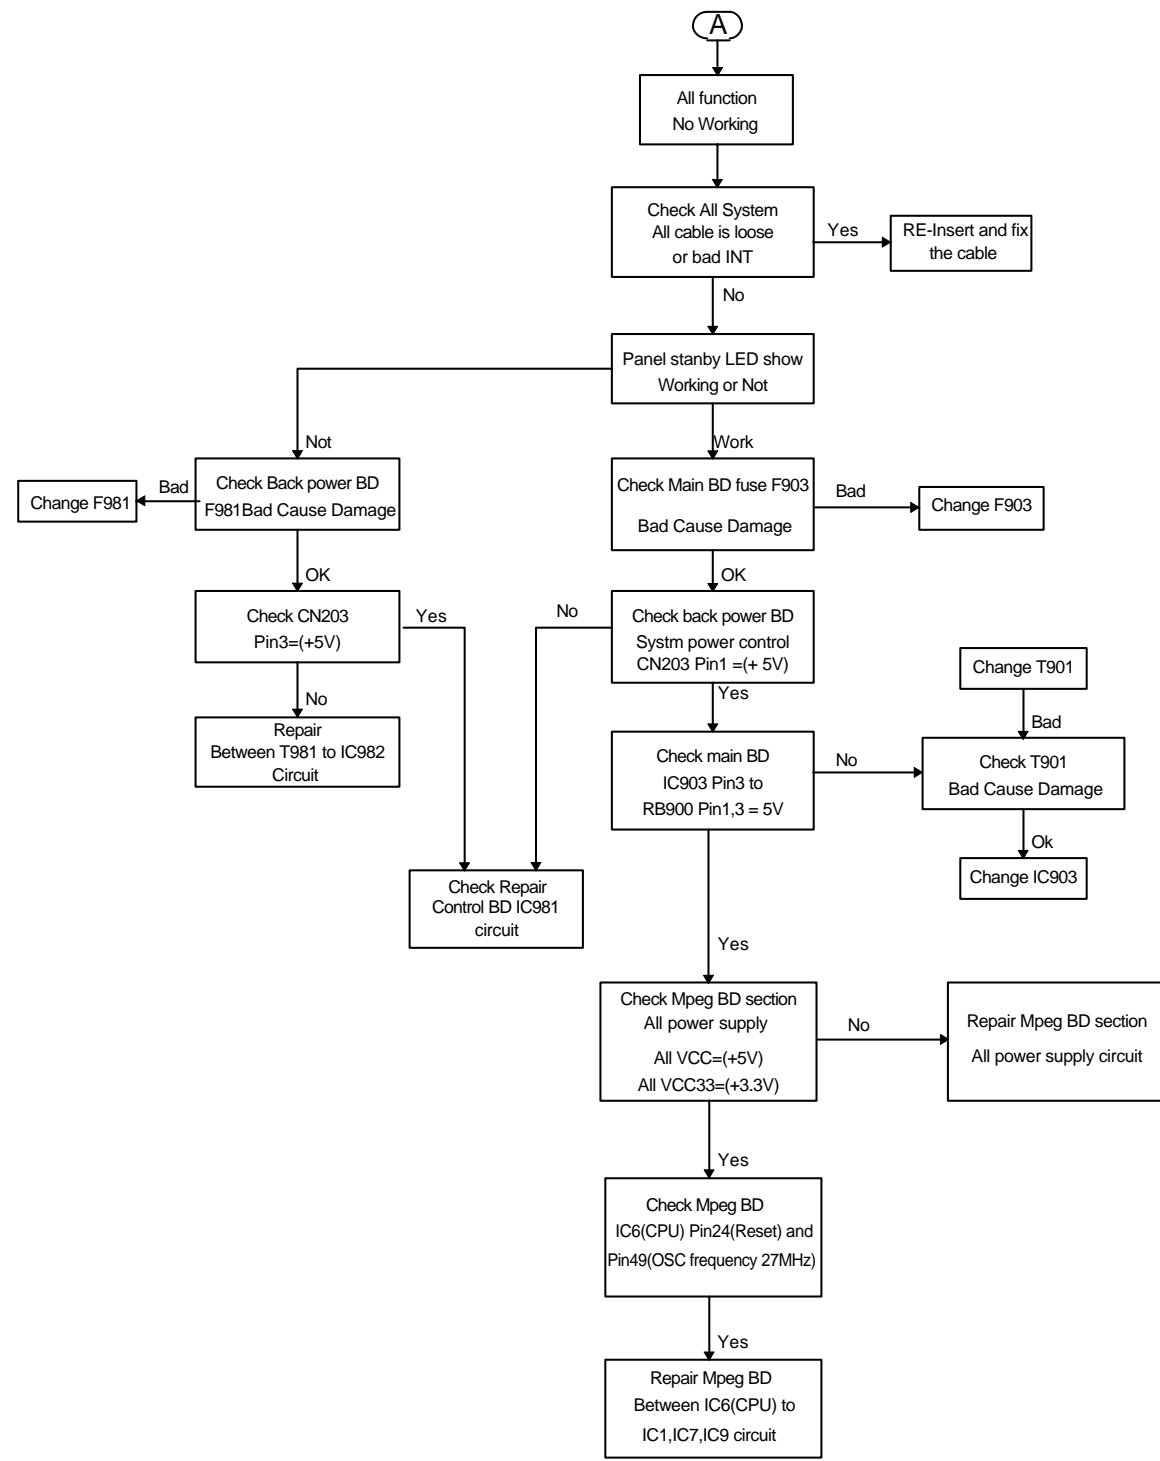 A
All function
No Working
Check All System
All cable is loose
or bad INT
Yes
RE-Insert and fix
the cable
No
Panel stanby LED show
Working or Not
Not
Work
Check Back power BD
F981Bad Cause Damage
Bad
Change F981
Check Main BD fuse F903
Bad Cause Damage
Bad
Change F903
OK
OK
Check CN203
Pin3=(+5V)
Yes
No
Check back power BD
Systm power control
CN203 Pin1 =(+ 5V)
Change T901
No
Yes
Bad
Repair
Between T981 to IC982
Circuit
Check main BD
IC903 Pin3 to
RB900 Pin1,3 = 5V
No
Check T901
Bad Cause Damage
Ok
Change IC903
Check Repair
Control BD IC981
circuit
Yes
Check Mpeg BD section
All power supply
All VCC=(+5V)
All VCC33=(+3.3V)
No
Repair Mpeg BD section
All power supply circuit
Yes
Check Mpeg BD
IC6(CPU) Pin24(Reset) and
Pin49(OSC frequency 27MHz)
Yes
Repair Mpeg BD
Between IC6(CPU) to
IC1,IC7,IC9 circuit